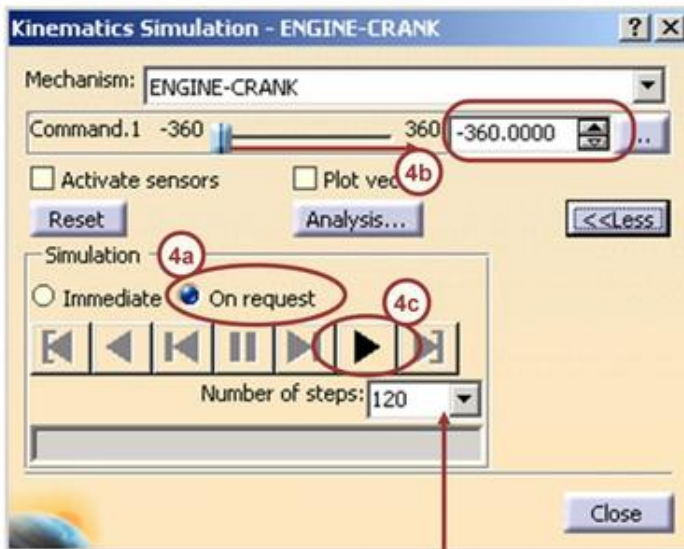 Kinematics Simulation - ENGINE-CRANK
Mechanism: ENGINE-CRANK
Command.1 -360 360 -360.0000 ..
4b
Activate sensors Plot vec
Reset Analysis... <<Less
Simulation 4a
Immediate On request 4c
Number of steps: 120
Close